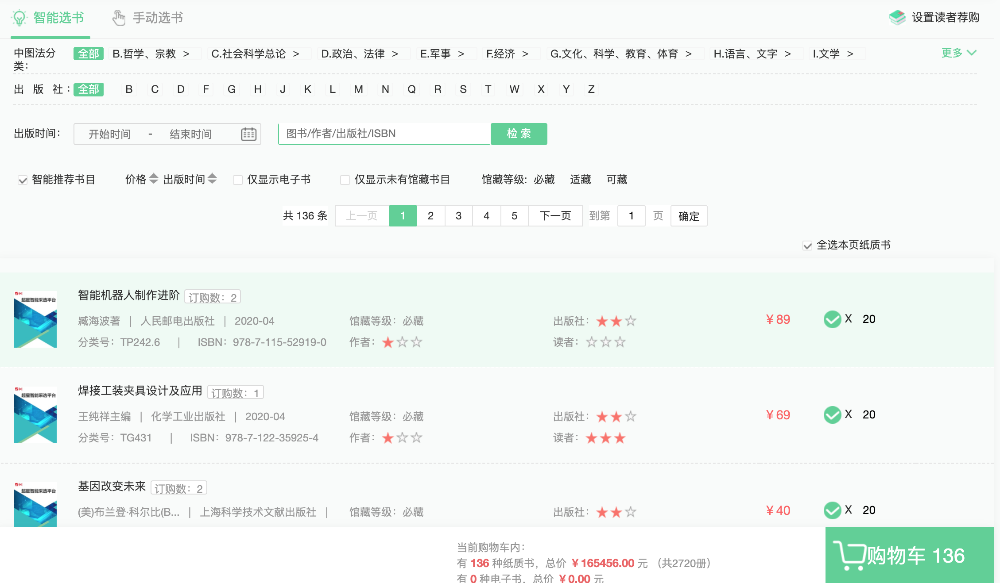 智能选书 手动选书 设置读者荐购
中图法分类： 全部 B.哲学、宗教 > C.社会科学总论 > D.政治、法律 > E.军事 > F.经济 > G.文化、科学、教育、体育 > H.语言、文字 > I.文学 > 更多
出 版 社： 全部 B C D F G H J K L M N Q R S T W X Y Z
出版时间： 开始时间 - 结束时间 图书/作者/出版社/ISBN 检 索
智能推荐书目 价格 出版时间 仅显示电子书 仅显示未有馆藏书目 馆藏等级: 必藏 适藏 可藏
共 136 条 上一页 1 2 3 4 5 下一页 到第 1 页 确定
全选本页纸质书
超星智能采选平台
智能机器人制作进阶 订购数：2
臧海波著 | 人民邮电出版社 | 2020-04 馆藏等级：必藏 出版社：★★☆ ¥ 89 X 20
分类号：TP242.6 | ISBN：978-7-115-52919-0 作者：★☆☆ 读者：☆☆☆
超星智能采选平台
焊接工装夹具设计及应用 订购数：1
王纯祥主编 | 化学工业出版社 | 2020-04 馆藏等级：必藏 出版社：★★☆ ¥ 69 X 20
分类号：TG431 | ISBN：978-7-122-35925-4 作者：★☆☆ 读者：★★★
超星智能采选平台
基因改变未来 订购数：2
(美)布兰登·科尔比(B... | 上海科学技术文献出版社 | 馆藏等级：必藏 出版社：★★☆ ¥ 40 X 20
当前购物车内：
有 136 种纸质书，总价 ¥ 165456.00 元 （共2720册）
有 0 种电子书，总价 ¥ 0.00 元
购物车 136